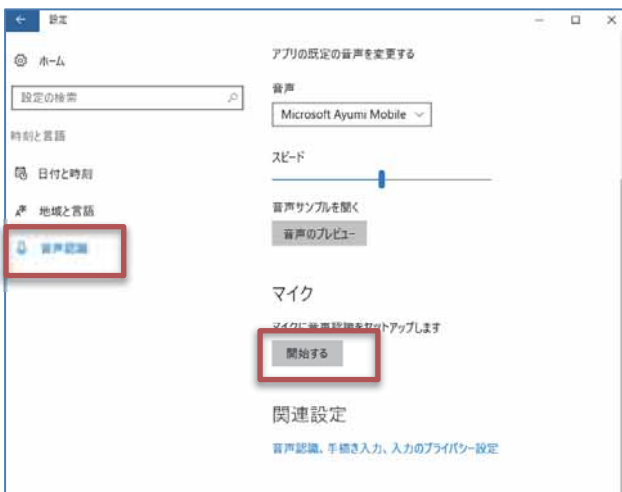 設定
ホーム
設定の検索
時刻と言語
日付と時刻
地域と言語
音声認識
アプリの既定の音声を変更する
音声
Microsoft Ayumi Mobile
スピード
音声サンプルを聞く
音声のプレビュー
マイク
マイクに音声認識をセットアップします
開始する
関連設定
音声認識、手描き入力、入力のプライバシー設定